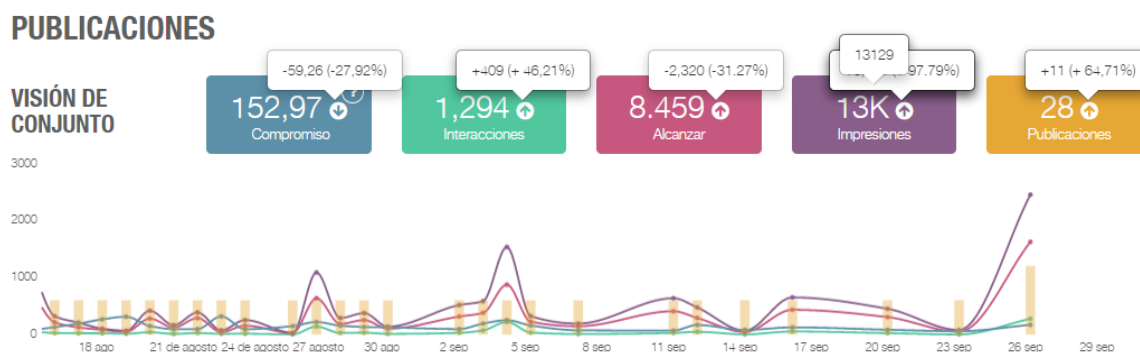 PUBLICACIONES
VISIÓN DE
CONJUNTO
-59,26 (-27,92%)
152,97
?
Compromiso
+409 (+ 46,21%)
1,294
Interacciones
-2,320 (-31.27%)
8.459
Alcanzar
13129
97.79%)
13K
Impresiones
+11 (+ 64,71%)
28
Publicaciones
3000
2000
1000
0
18 ago
21 de agosto
24 de agosto
27 agosto
30 ago
2 sep
5 sep
8 sep
11 sep
14 sep
17 sep
20 sep
23 sep
26 sep
29 sep